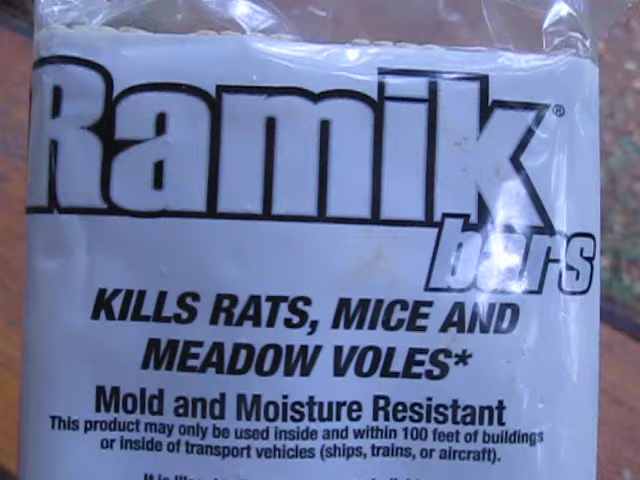 Ramik®
bars
KILLS RATS, MICE AND
MEADOW VOLES*
Mold and Moisture Resistant
This product may only be used inside and within 100 feet of buildings
or inside of transport vehicles (ships, trains, or aircraft).